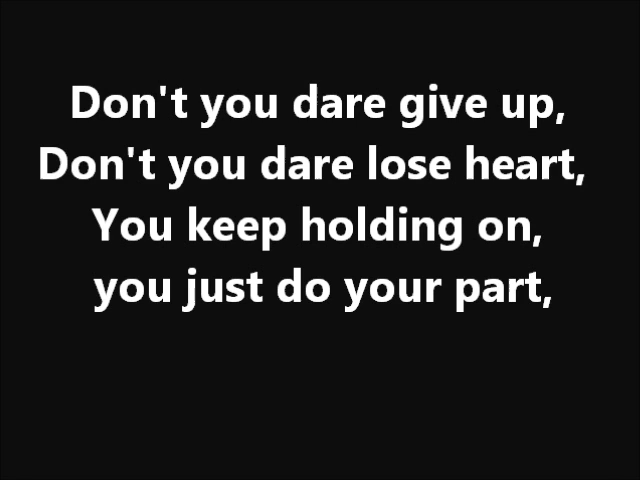 Don't you dare give up,
Don't you dare lose heart,
You keep holding on,
you just do your part,